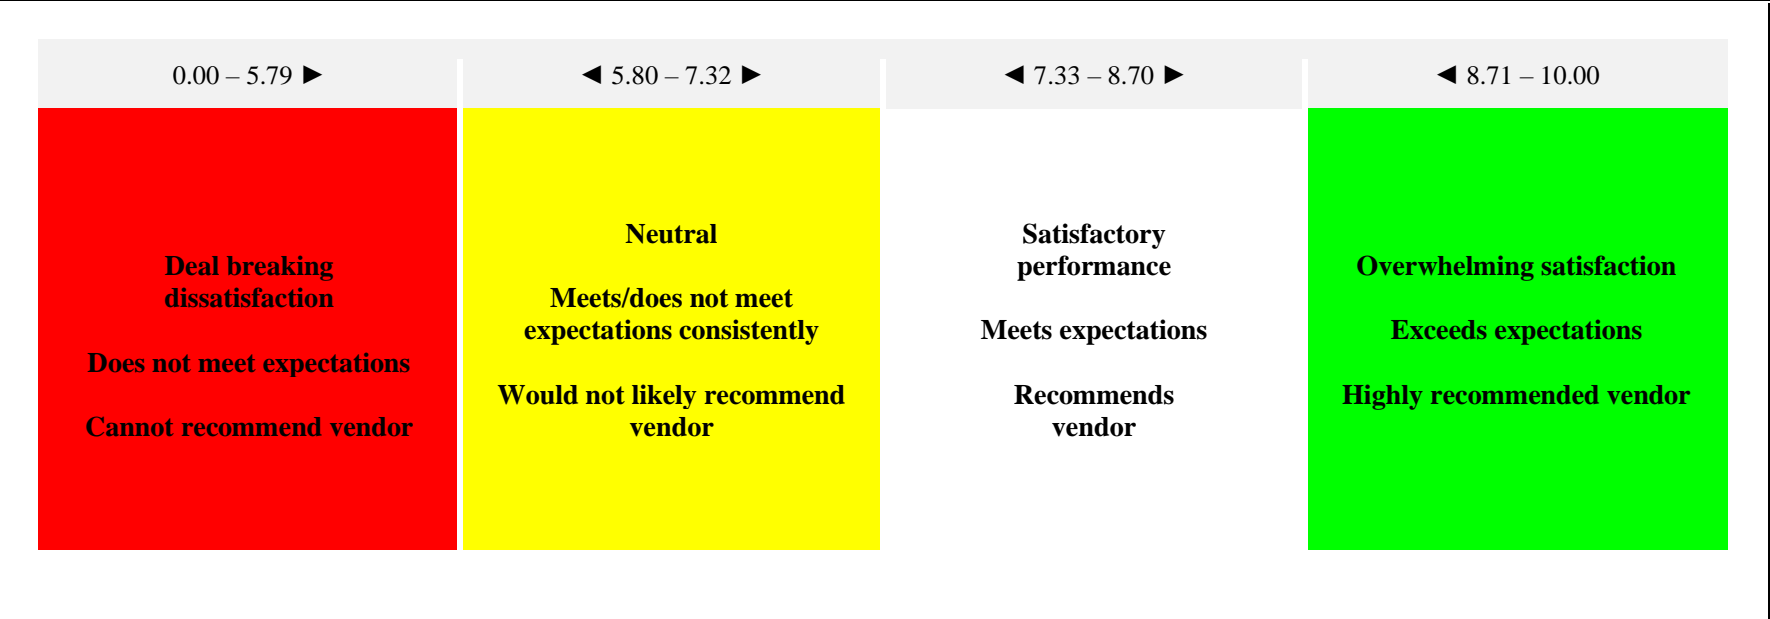 0.00 – 5.79 ►
◄ 5.80 – 7.32 ►
◄ 7.33 – 8.70 ►
◄ 8.71 – 10.00
Deal breaking
dissatisfaction
Does not meet expectations
Cannot recommend vendor
Neutral
Meets/does not meet
expectations consistently
Would not likely recommend
vendor
Satisfactory
performance
Meets expectations
Recommends
vendor
Overwhelming satisfaction
Exceeds expectations
Highly recommended vendor